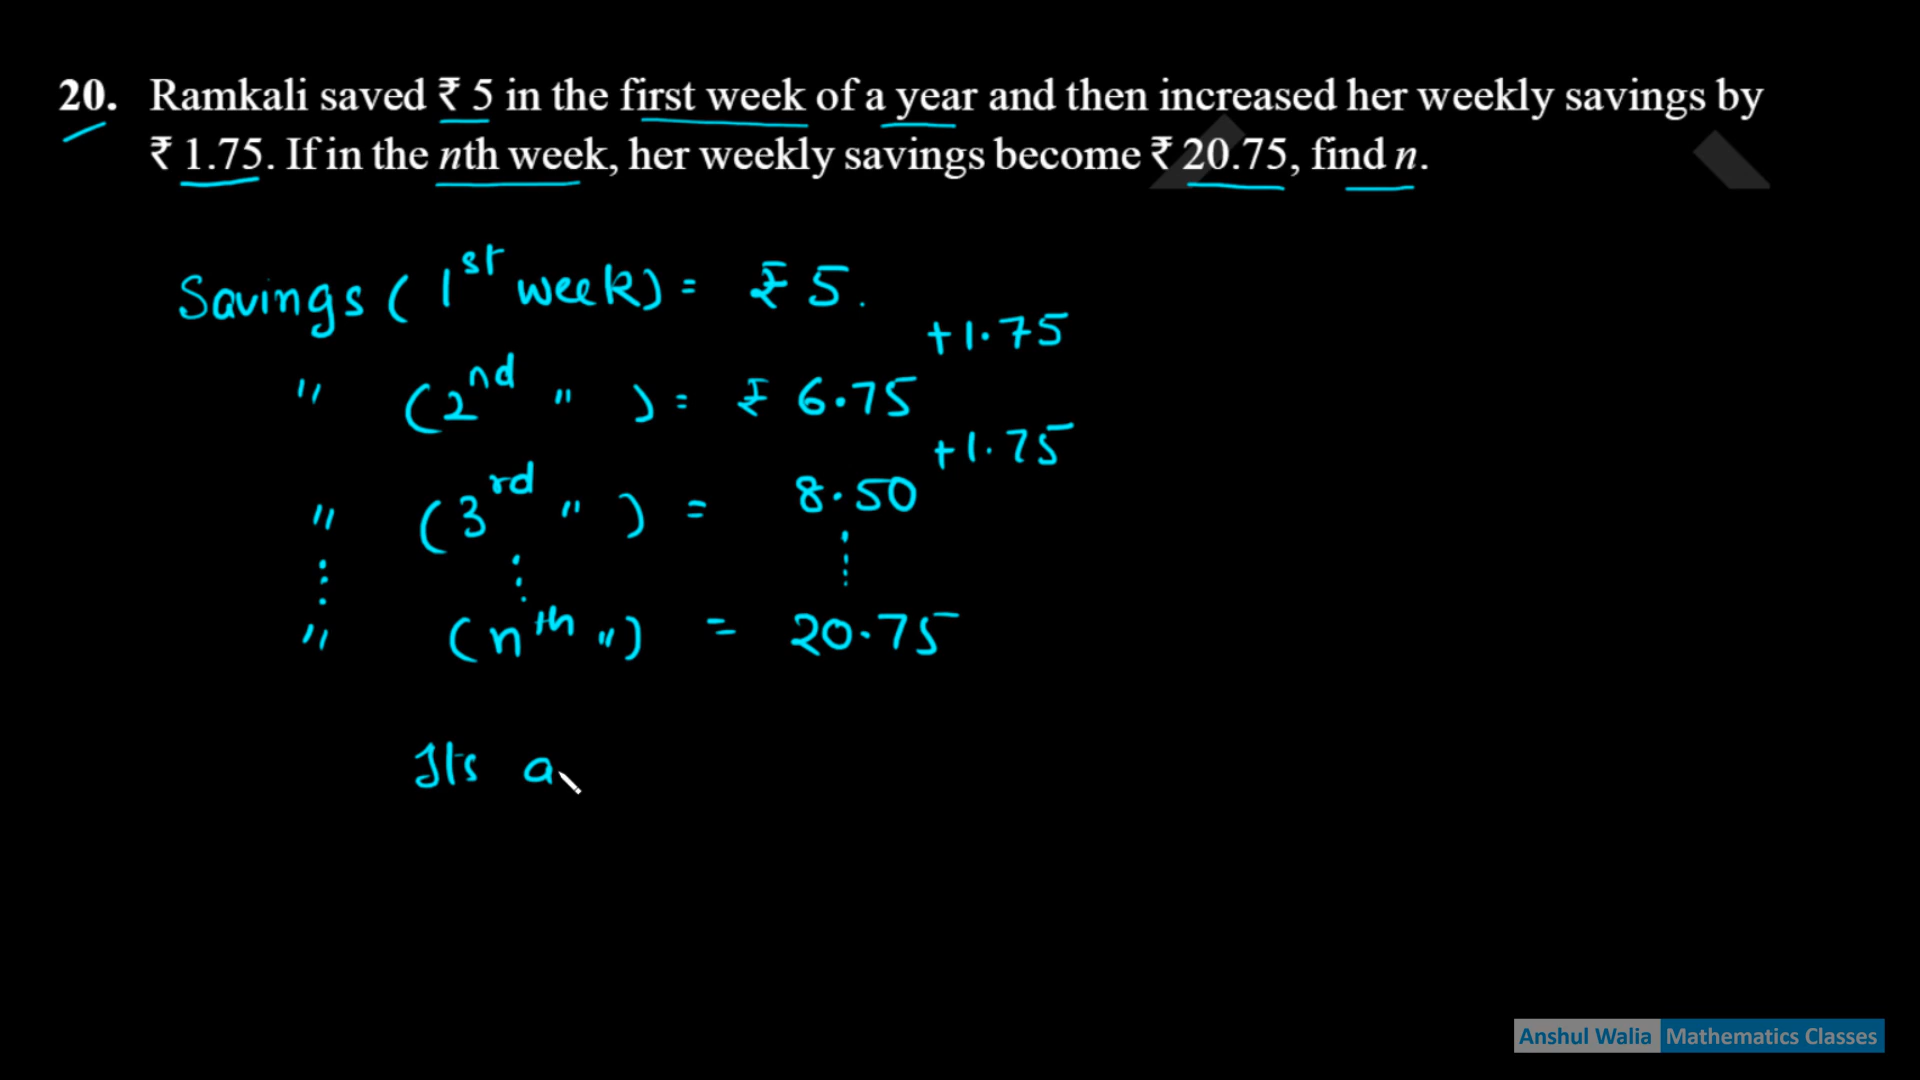 20. Ramkali saved ₹ 5 in the first week of a year and then increased her weekly savings by
₹ 1.75. If in the nth week, her weekly savings become ₹ 20.75, find n.
Savings (1st week) = ₹ 5.
+1.75
" (2nd " ) = ₹ 6.75
+1.75
" (3rd " ) = 8.50
⋮ ⋮ ⋮
" (nth ") = 20.75
Its a
Anshul Walia Mathematics Classes